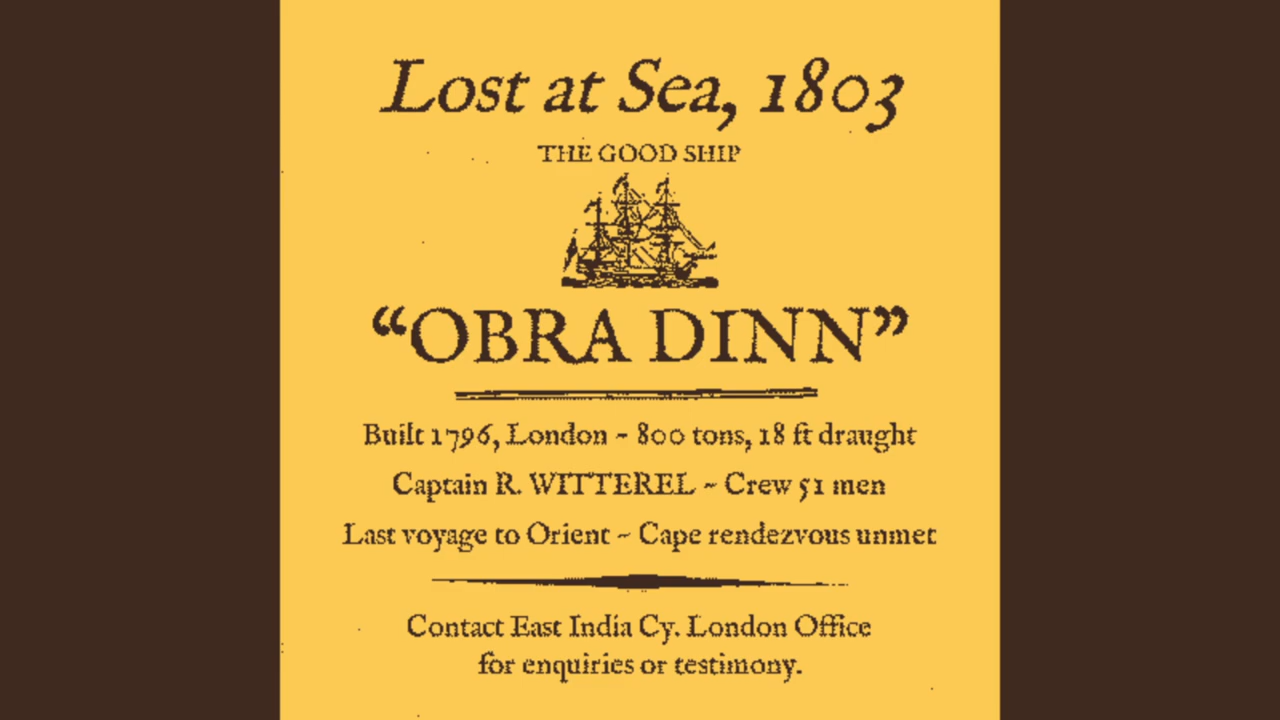 Lost at Sea, 1803
THE GOOD SHIP
“OBRA DINN”
Built 1796, London ~ 800 tons, 18 ft draught
Captain R. WITTEREL ~ Crew 51 men
Last voyage to Orient ~ Cape rendezvous unmet
Contact East India Cy. London Office
for enquiries or testimony.